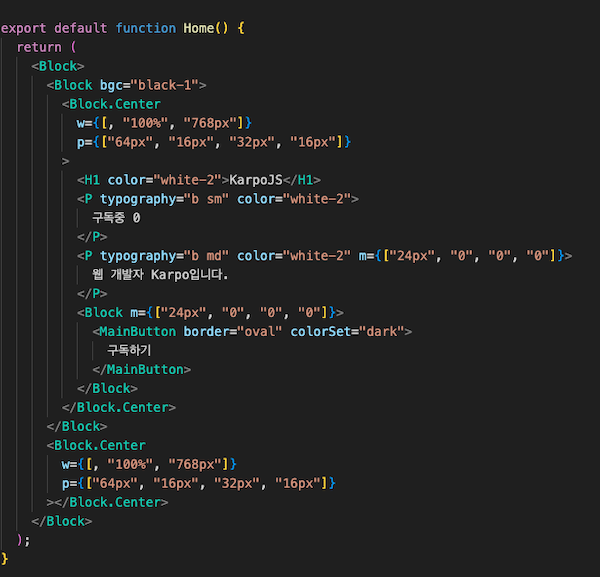 export default function Home() {
  return (
    <Block>
      <Block bgc="black-1">
        <Block.Center
          w={[, "100%", "768px"]}
          p={["64px", "16px", "32px", "16px"]}
        >
          <H1 color="white-2">KarpoJS</H1>
          <P typography="b sm" color="white-2">
            구독중 0
          </P>
          <P typography="b md" color="white-2" m={["24px", "0", "0", "0"]}>
            웹 개발자 Karpo입니다.
          </P>
          <Block m={["24px", "0", "0", "0"]}>
            <MainButton border="oval" colorSet="dark">
              구독하기
            </MainButton>
          </Block>
        </Block.Center>
      </Block>
      <Block.Center
        w={[, "100%", "768px"]}
        p={["64px", "16px", "32px", "16px"]}
      ></Block.Center>
    </Block>
  );
}